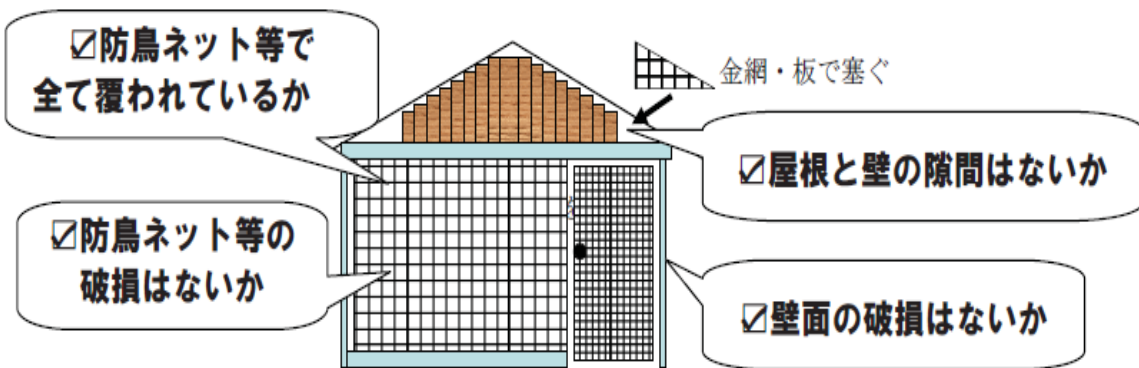 ☑防鳥ネット等で
全て覆われているか
金網・板で塞ぐ
☑屋根と壁の隙間はないか
☑防鳥ネット等の
破損はないか
☑壁面の破損はないか